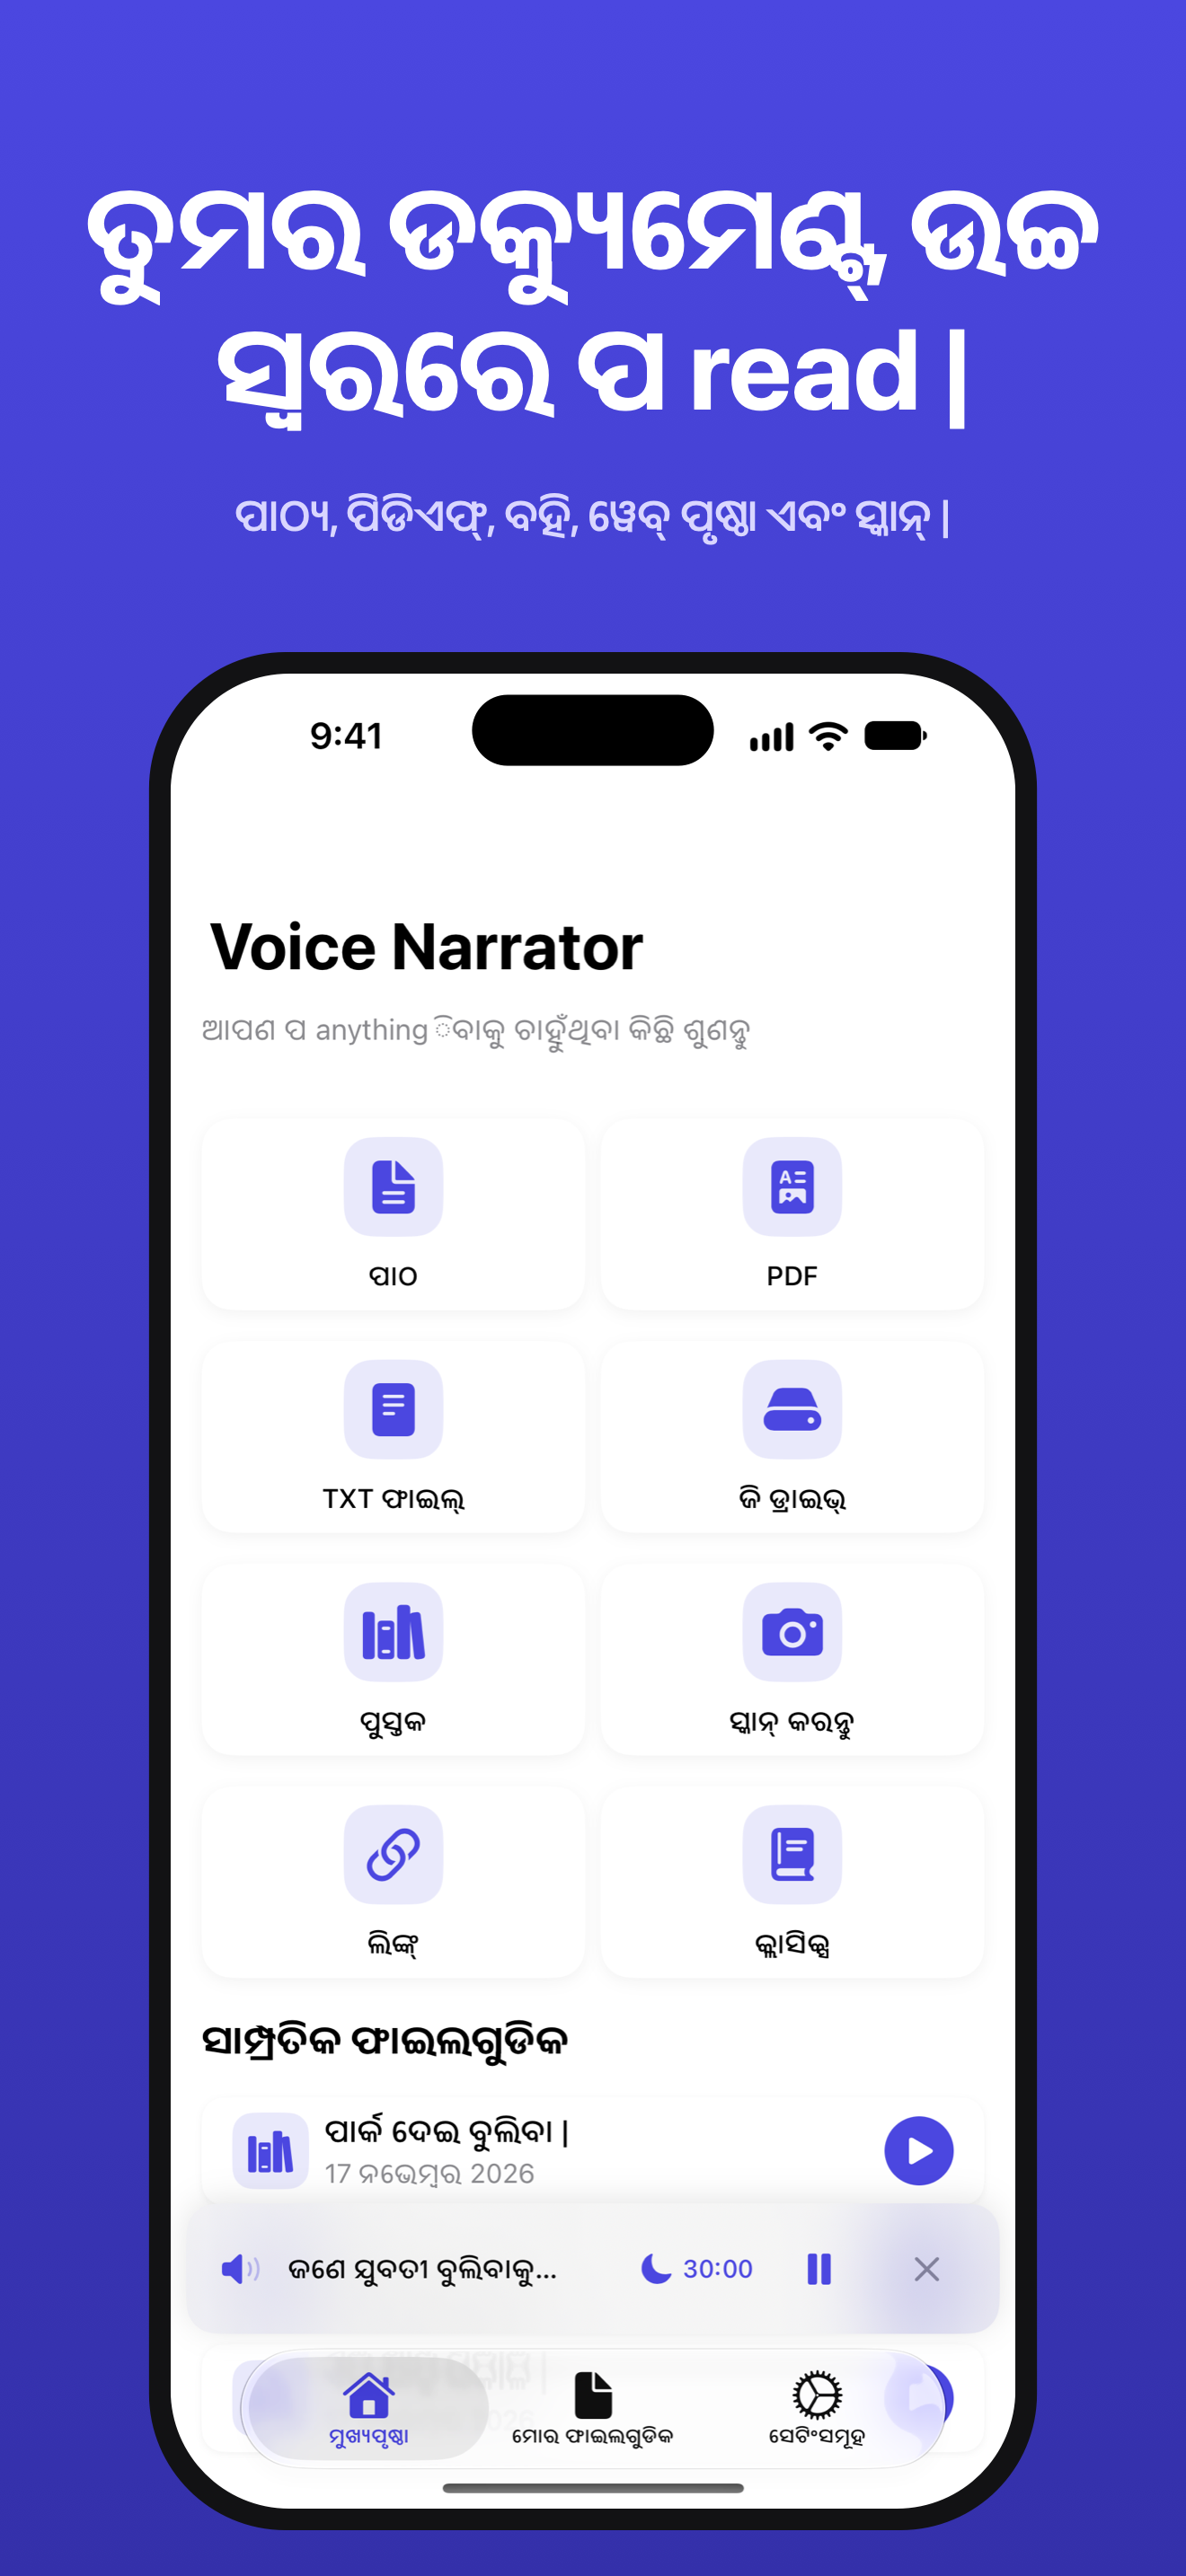 ତୁମର ଡକ୍ୟୁମେଣ୍ଟ୍, ଉଚ୍ଚ
ସ୍ୱରରେ ପ read |
ପାଠ୍ୟ, ପିଡିଏଫ୍, ବହି, ୱେବ୍ ପୃଷ୍ଠା ଏବଂ ସ୍କାନ୍ |
9:41
Voice Narrator
ଆପଣ ପ anything ିବାକୁ ଚାହୁଁଥିବା କିଛି ଶୁଣନ୍ତୁ
ପାଠ
PDF
TXT ଫାଇଲ୍
ଜି ଡ୍ରାଇଭ୍
ପୁସ୍ତକ
ସ୍କାନ୍ କରନ୍ତୁ
ଲିଙ୍କ୍
କ୍ଲାସିକ୍ସ
ସାମ୍ପ୍ରତିକ ଫାଇଲଗୁଡିକ
ପାର୍କ ଦେଇ ବୁଲିବା |
17 ନଭେମ୍ବର 2026
ଜଣେ ଯୁବତୀ ବୁଲିବାକୁ...
30:00
ମୁଖ୍ୟପୃଷ୍ଠା
ମୋର ଫାଇଲଗୁଡିକ
ସେଟିଂସମୂହ